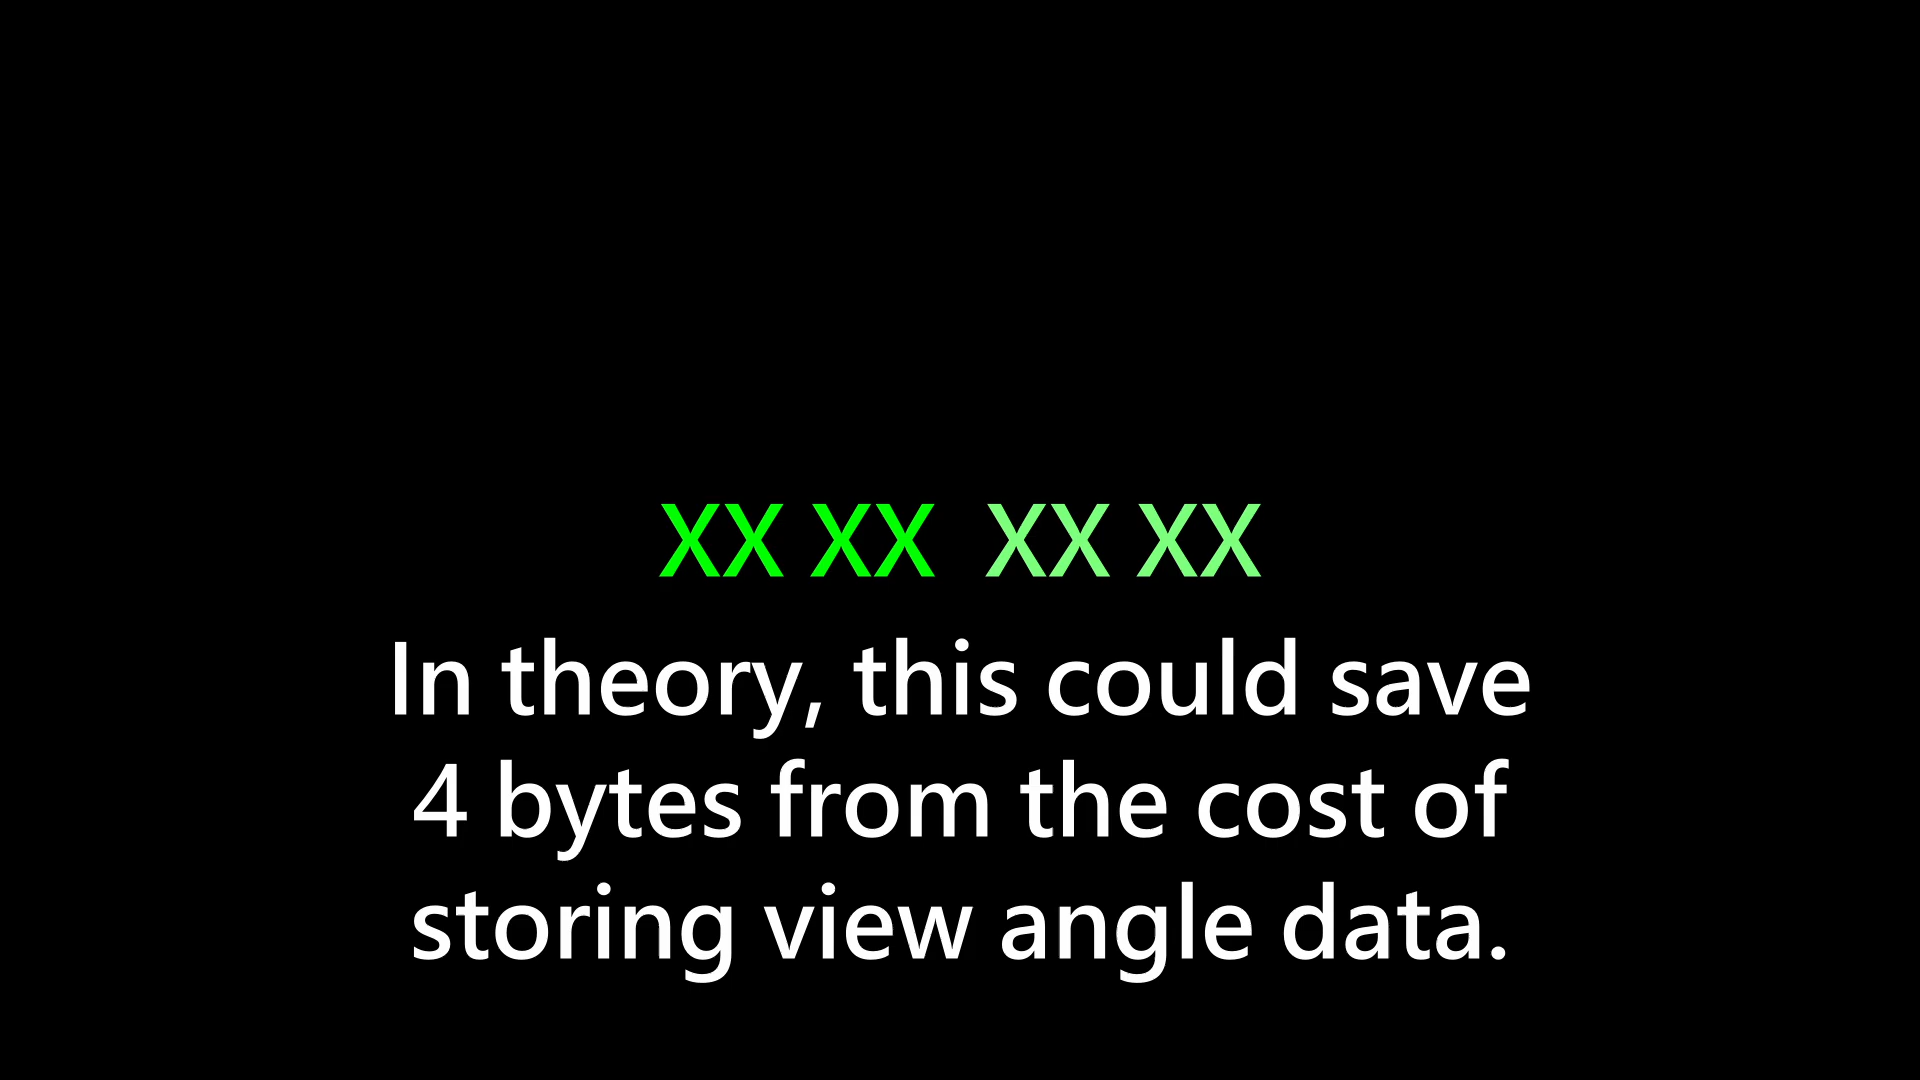 XX XX XX XX
In theory, this could save
4 bytes from the cost of
storing view angle data.